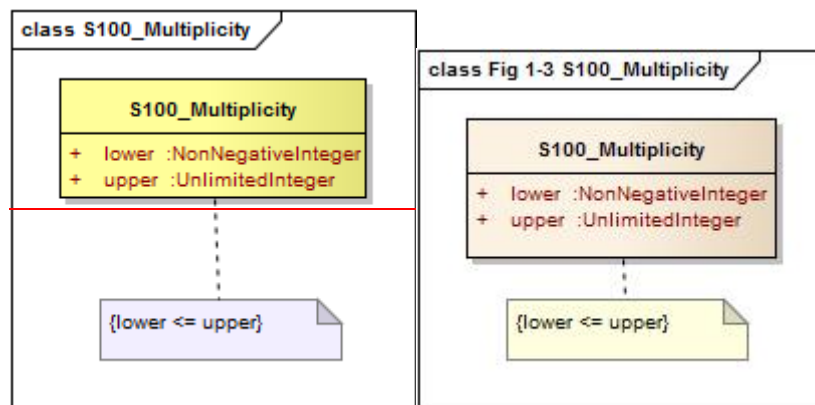 class S100_Multiplicity
S100_Multiplicity
+ lower :NonNegativeInteger
+ upper :UnlimitedInteger
{lower <= upper}
class Fig 1-3 S100_Multiplicity
S100_Multiplicity
+ lower :NonNegativeInteger
+ upper :UnlimitedInteger
{lower <= upper}